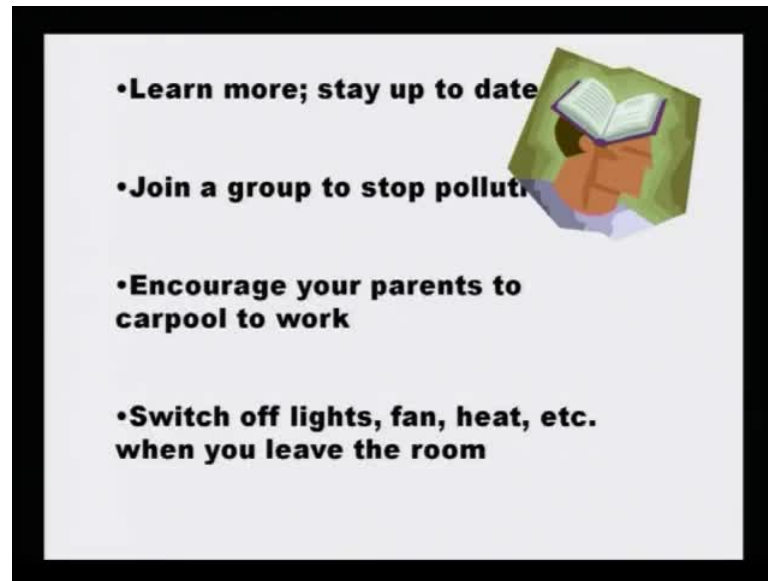 •Learn more; stay up to date
•Join a group to stop
•Encourage your parents to
carpool to work
•Switch off lights, fan, heat, etc.
when you leave the room